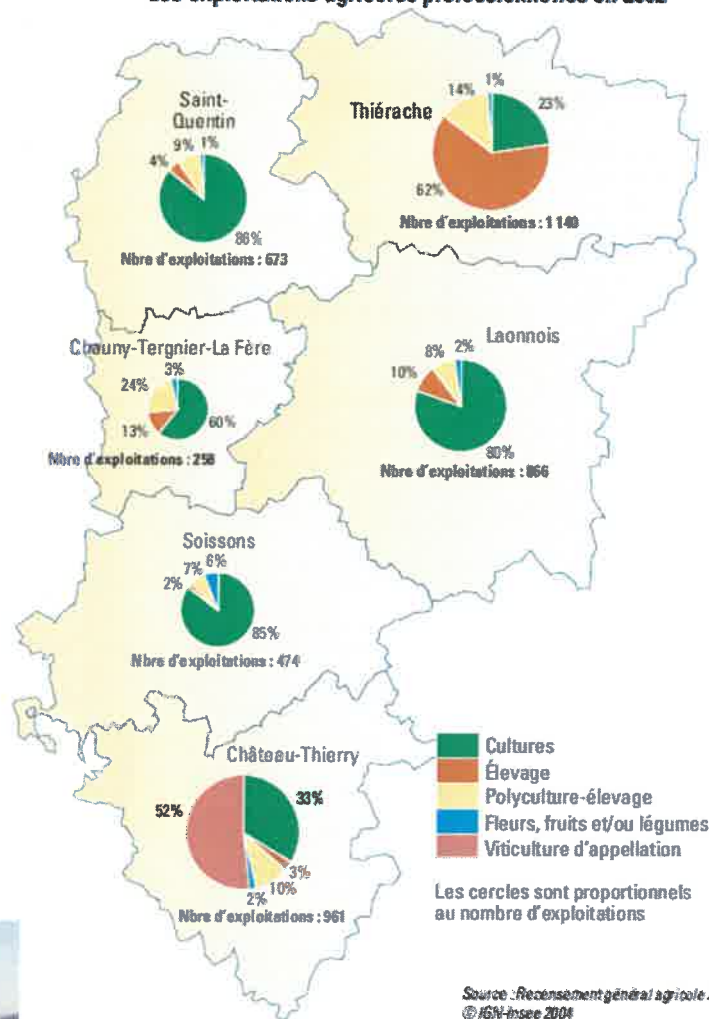 Saint-
Quentin
4%
9%
1%
86%
Nbre d'exploitations : 673
Thiérache
14%
1%
23%
62%
Nbre d'exploitations : 1 140
Chauny-Tergnier-La Fère
24%
3%
13%
60%
Nbre d'exploitations : 258
Laonnois
10%
8%
2%
80%
Nbre d'exploitations : 866
Soissons
2%
7%
6%
85%
Nbre d'exploitations : 474
Château-Thierry
52%
33%
3%
10%
2%
Nbre d'exploitations : 961
Cultures
Élevage
Polyculture-élevage
Fleurs, fruits et/ou légumes
Viticulture d'appellation
Les cercles sont proportionnels
au nombre d'exploitations
Source : Recensement général agricole
© IGN-Insee 2004